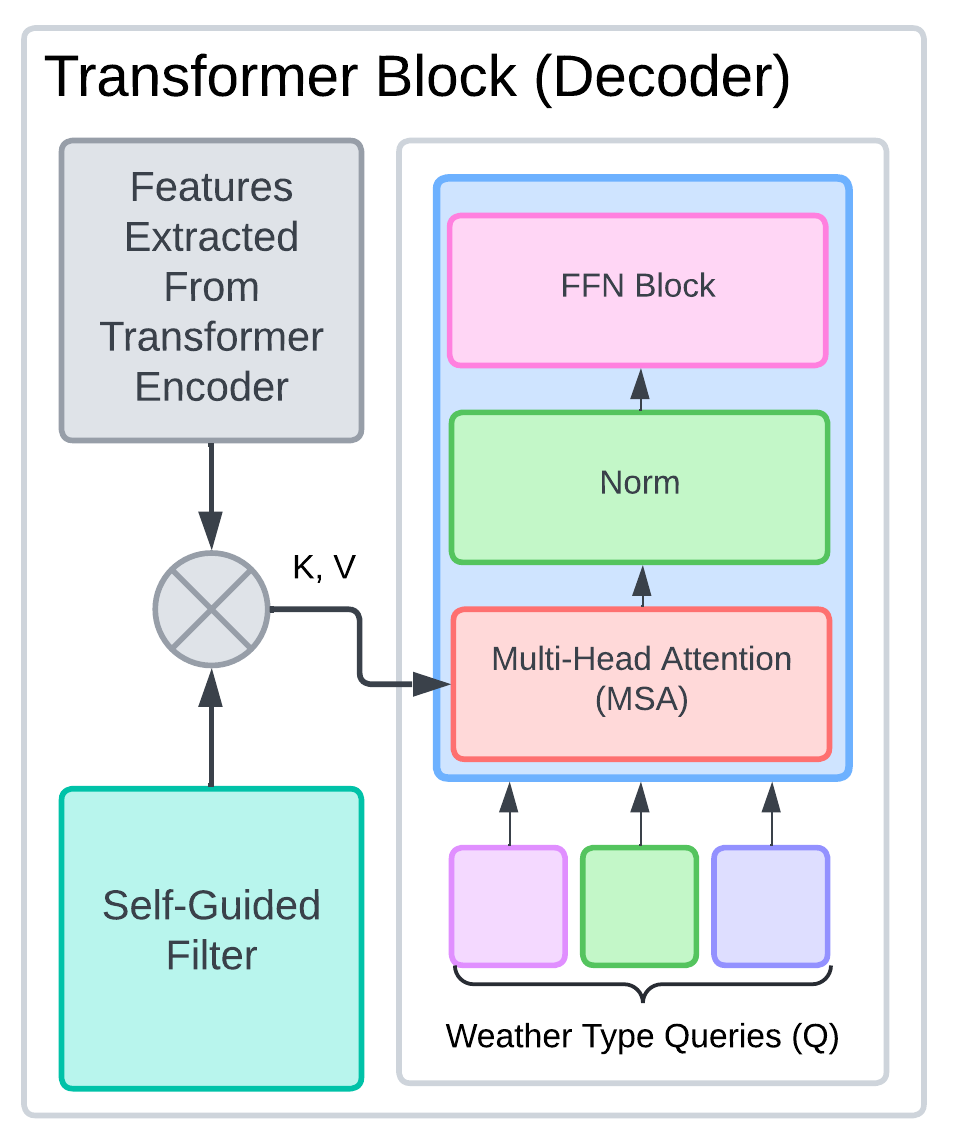 Transformer Block (Decoder)
Features
Extracted
From
Transformer
Encoder
K, V
Self-Guided
Filter
FFN Block
Norm
Multi-Head Attention
(MSA)
Weather Type Queries (Q)